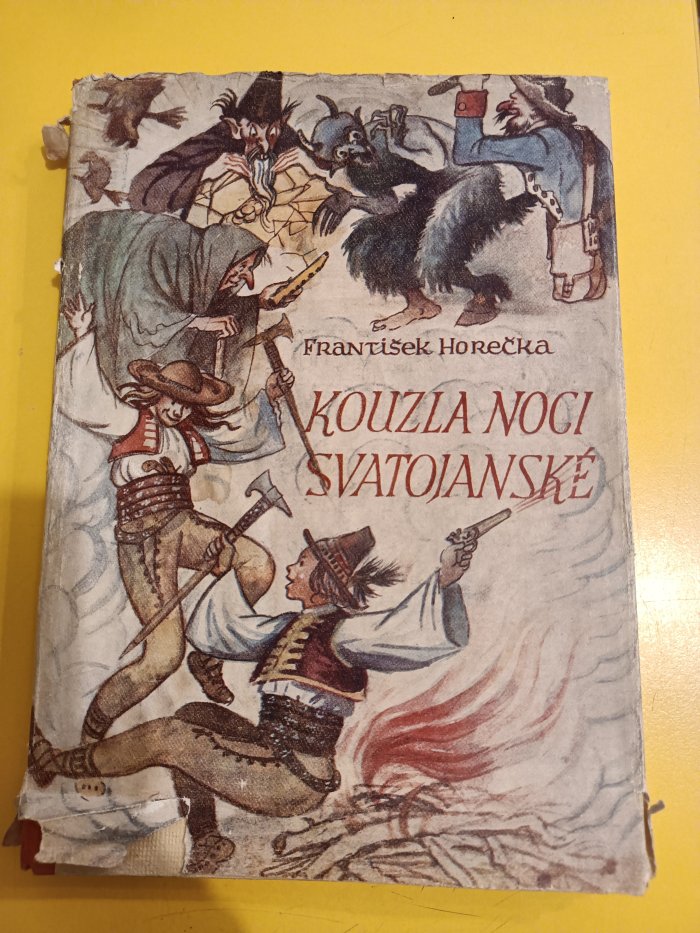 František Horečka
KOUZLA NOCI
SVATOJANSKÉ